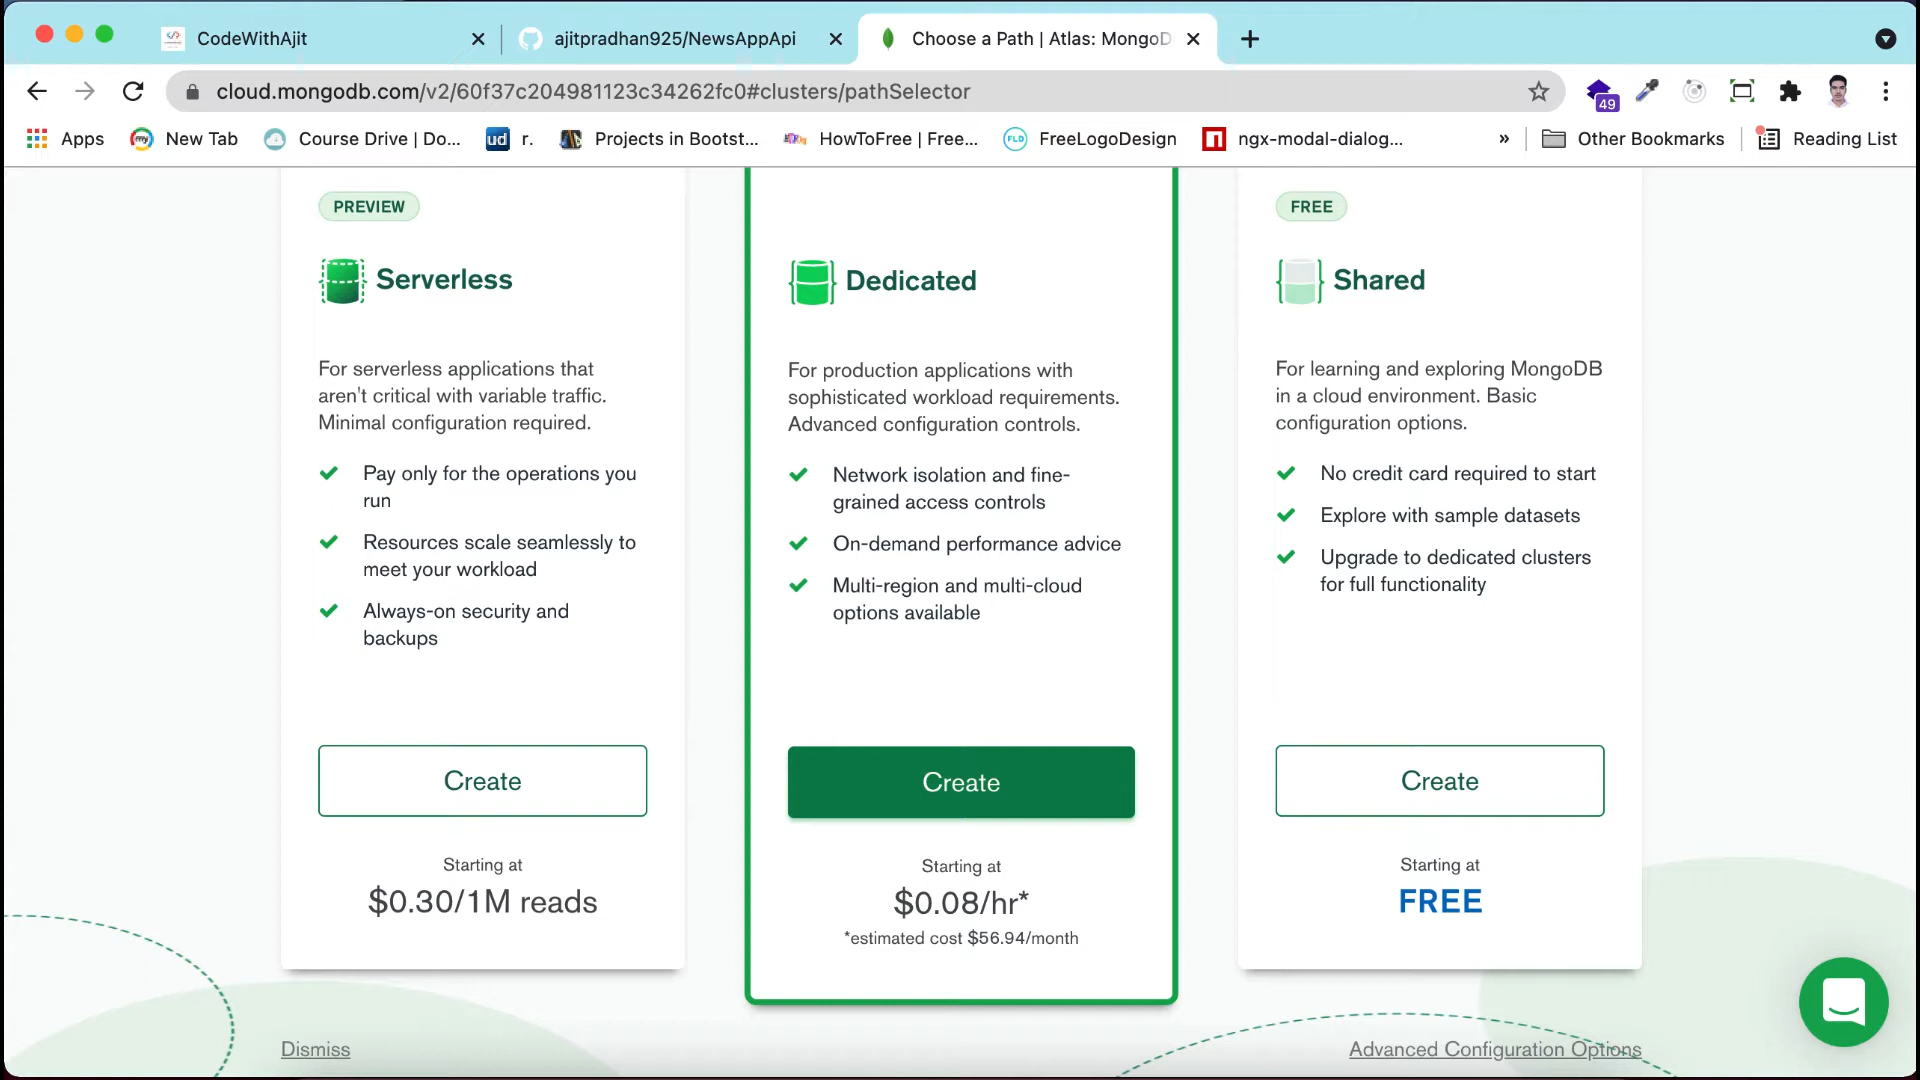 CodeWithAjit
ajitpradhan925/NewsAppApi
Choose a Path | Atlas: MongoD
cloud.mongodb.com/v2/60f37c204981123c34262fc0#clusters/pathSelector
49
Apps
New Tab
Course Drive | Do...
ud
r.
Projects in Bootst...
HowToFree | Free...
FLD
FreeLogoDesign
ngx-modal-dialog...
»
Other Bookmarks
Reading List
PREVIEW
Serverless
For serverless applications that
aren't critical with variable traffic.
Minimal configuration required.
Pay only for the operations you
run
Resources scale seamlessly to
meet your workload
Always-on security and
backups
Create
Starting at
$0.30/1M reads
Dedicated
For production applications with
sophisticated workload requirements.
Advanced configuration controls.
Network isolation and fine-
grained access controls
On-demand performance advice
Multi-region and multi-cloud
options available
Create
Starting at
$0.08/hr*
*estimated cost $56.94/month
FREE
Shared
For learning and exploring MongoDB
in a cloud environment. Basic
configuration options.
No credit card required to start
Explore with sample datasets
Upgrade to dedicated clusters
for full functionality
Create
Starting at
FREE
Dismiss
Advanced Configuration Options